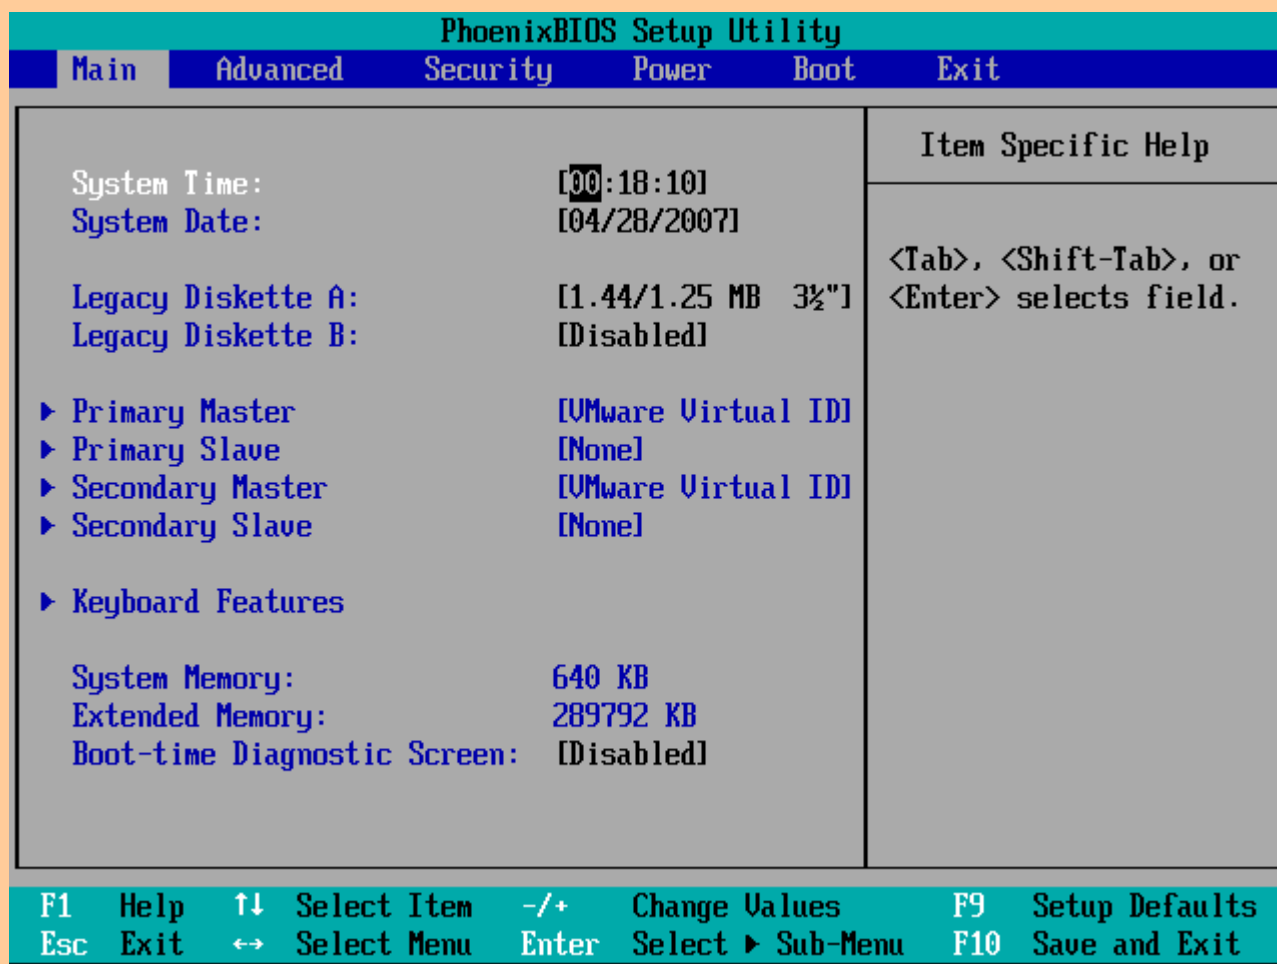 PhoenixBIOS Setup Utility
Main Advanced Security Power Boot Exit
Item Specific Help
System Time: [00:18:10]
System Date: [04/28/2007]
<Tab>, <Shift-Tab>, or
<Enter> selects field.
Legacy Diskette A: [1.44/1.25 MB 3½"]
Legacy Diskette B: [Disabled]
▶ Primary Master [VMware Virtual ID]
▶ Primary Slave [None]
▶ Secondary Master [VMware Virtual ID]
▶ Secondary Slave [None]
▶ Keyboard Features
System Memory: 640 KB
Extended Memory: 289792 KB
Boot-time Diagnostic Screen: [Disabled]
F1 Help ↑↓ Select Item -/+ Change Values F9 Setup Defaults
Esc Exit ↔ Select Menu Enter Select ▶ Sub-Menu F10 Save and Exit